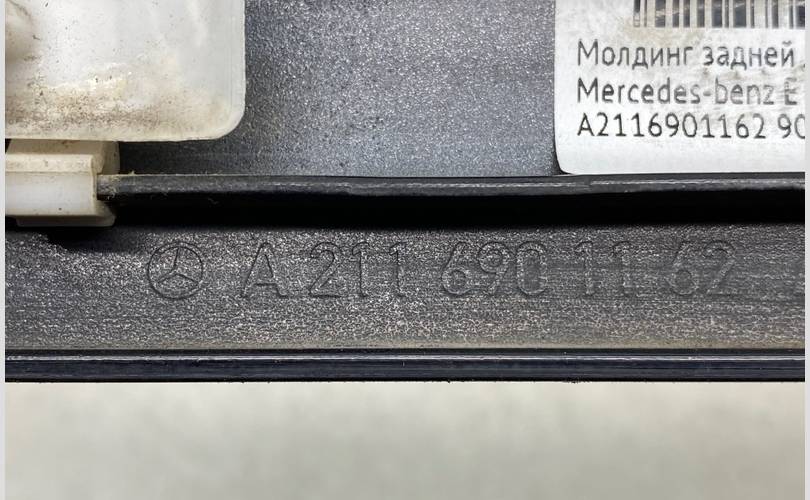 Молдинг задней
Mercedes-benz E
A2116901162 90
A 211 690 11 62